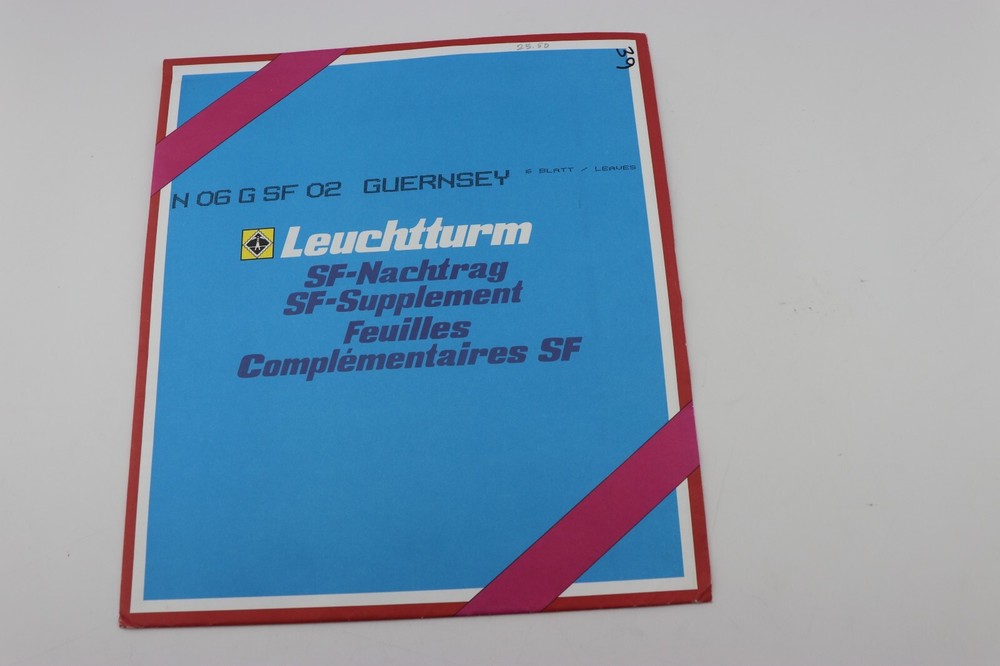 25.50
39
N 06 G SF 02 GUERNSEY 6 BLATT / LEAVES
Leuchtturm
SF-Nachtrag
SF-Supplement
Feuilles
Complémentaires SF